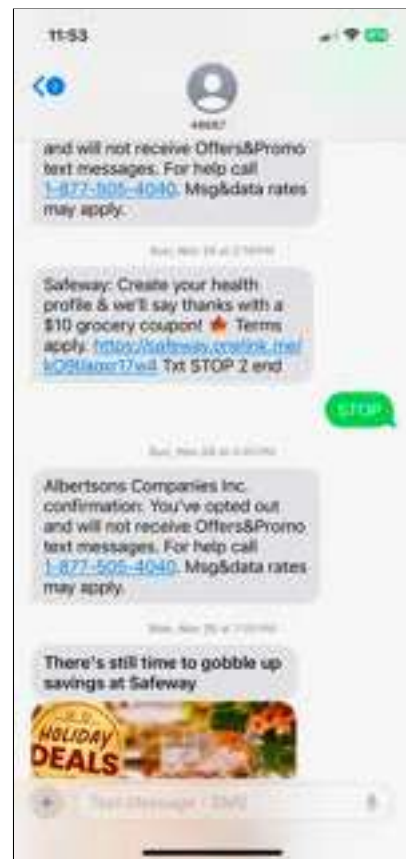 11:53
and will not receive Offers&Promo
text messages. For help call
1-877-505-4040. Msg&data rates
may apply.
Safeway: Create your health
profile & we'll say thanks with a
$10 grocery coupon! Terms
apply.
Txt STOP 2 end
STOP
Albertsons Companies Inc.
confirmation: You've opted out
and will not receive Offers&Promo
text messages. For help call
1-877-505-4040. Msg&data rates
may apply.
There's still time to gobble up
savings at Safeway
HOLIDAY
DEALS